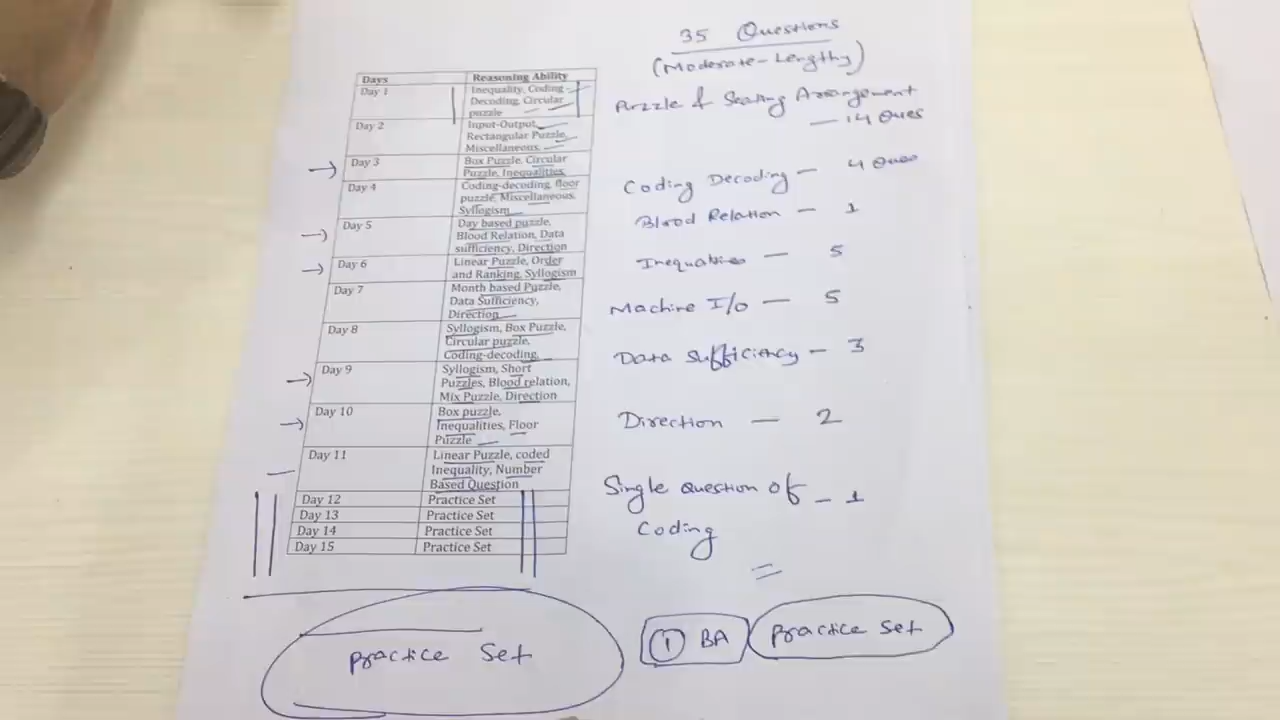 35 Questions
(Moderate-Lengthy)
Puzzle & Seating Arrangement
— 14 Ques
Coding Decoding — 4 Ques
Blood Relation — 1
Inequalities — 5
Machine I/o — 5
Data Sufficiency — 3
Direction — 2
Single Question of — 1
Coding
Days Reasoning Ability
Day 1 Inequality, Coding
Decoding, Circular
puzzle
Day 2 Input-Output,
Rectangular Puzzle,
Miscellaneous,
Day 3 Box Puzzle, Circular
Puzzle, Inequalities
Day 4 Coding-decoding, floor
puzzle, Miscellaneous,
Syllogism
Day 5 Day based puzzle,
Blood Relation, Data
sufficiency, Direction
Day 6 Linear Puzzle, Order
and Ranking, Syllogism
Day 7 Month based Puzzle,
Data Sufficiency,
Direction
Day 8 Syllogism, Box Puzzle,
Circular puzzle,
Coding-decoding,
Day 9 Syllogism, Short
Puzzles, Blood relation,
Mix Puzzle, Direction
Day 10 Box puzzle,
Inequalities, Floor
Puzzle
Day 11 Linear Puzzle, coded
Inequality, Number
Based Question
Day 12 Practice Set
Day 13 Practice Set
Day 14 Practice Set
Day 15 Practice Set
Practice Set
① BA Practice Set